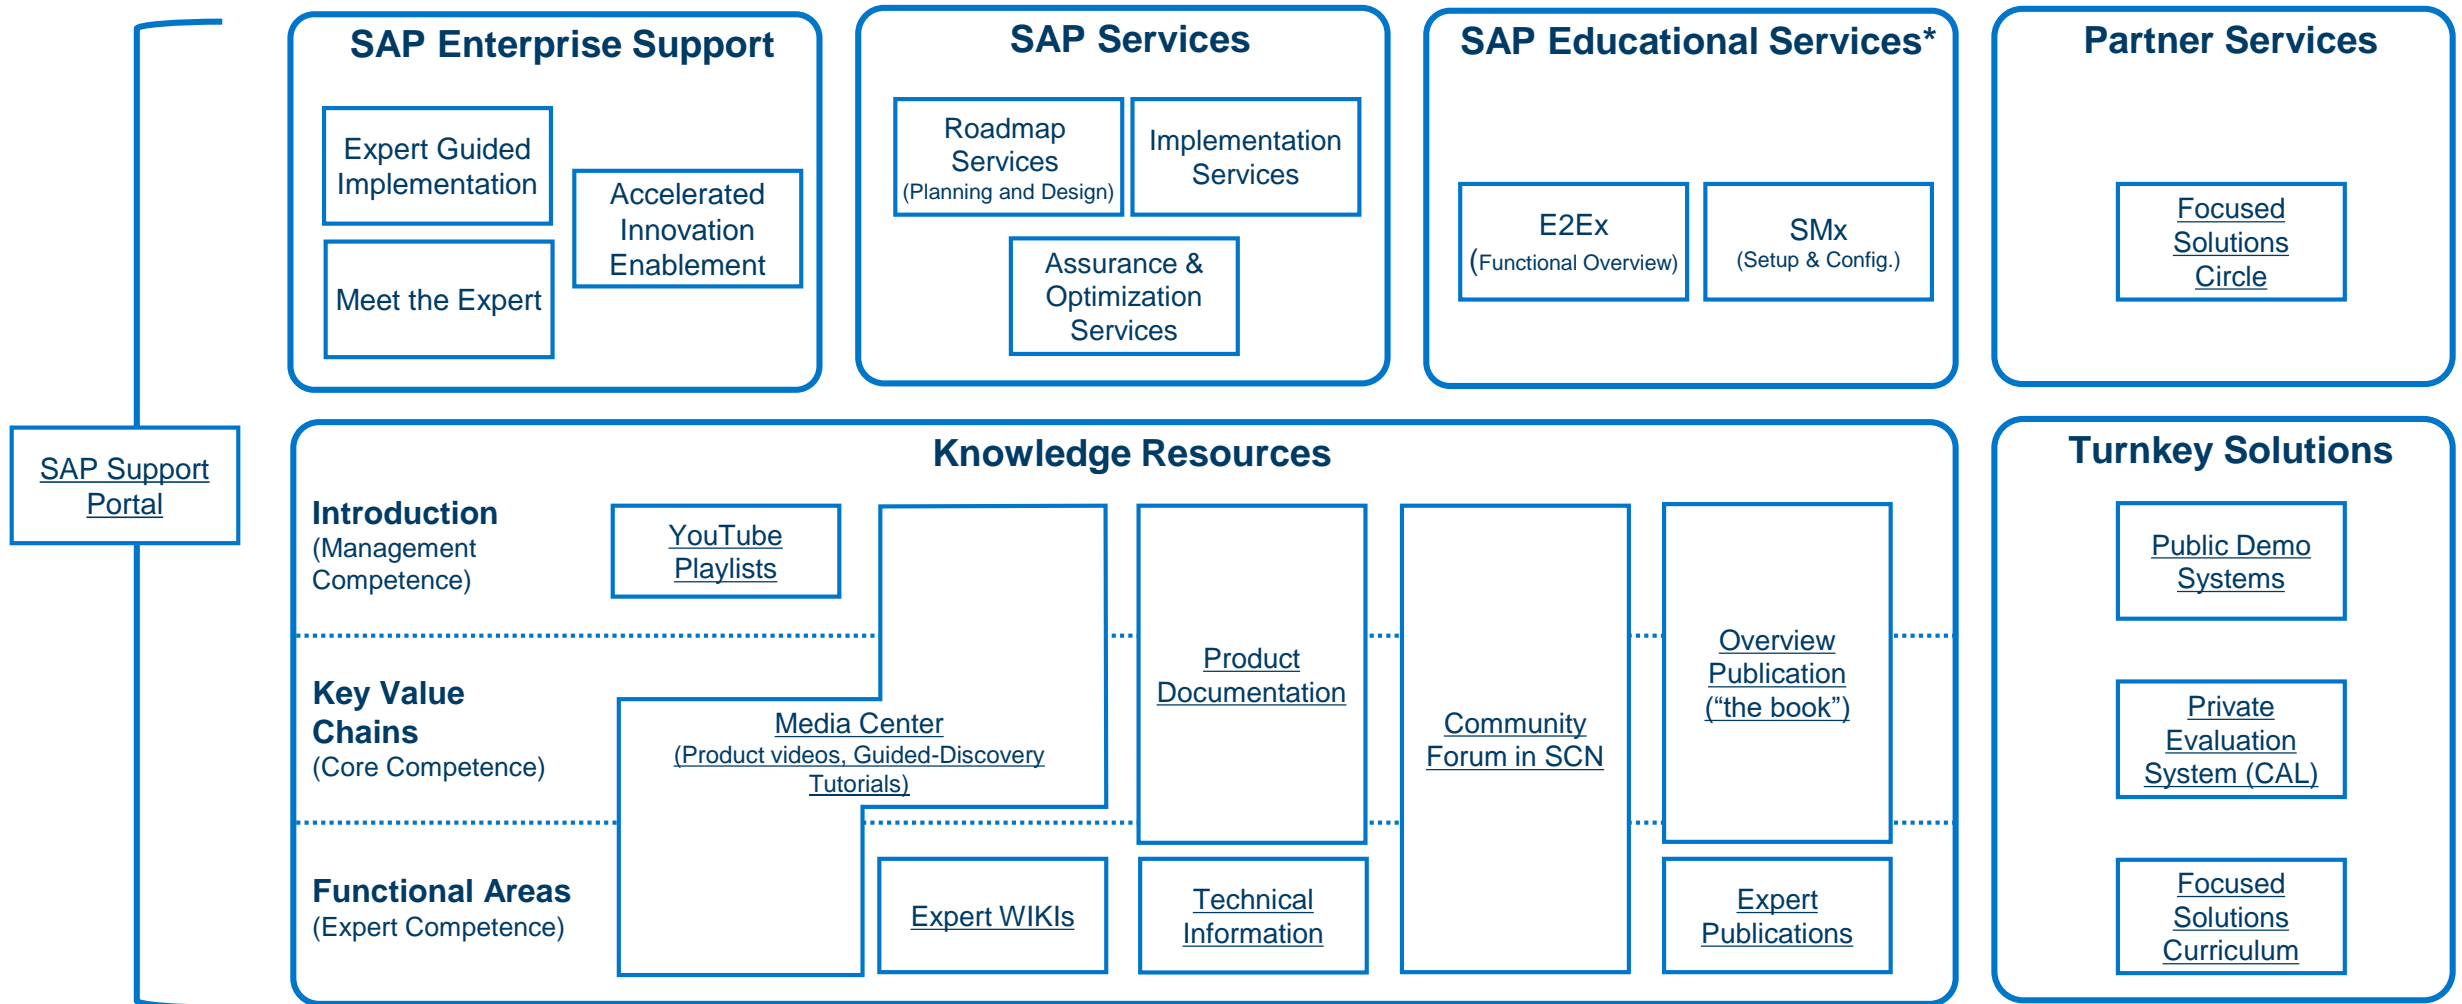 SAP Enterprise Support
Expert Guided
Implementation
Accelerated
Innovation
Enablement
Meet the Expert
SAP Services
Roadmap
Services
(Planning and Design)
Implementation
Services
Assurance &
Optimization
Services
SAP Educational Services*
E2Ex
(Functional Overview)
SMx
(Setup & Config.)
Partner Services
Focused
Solutions
Circle
SAP Support
Portal
Knowledge Resources
Introduction
(Management
Competence)
YouTube
Playlists
Key Value
Chains
(Core Competence)
Media Center
(Product videos, Guided-Discovery
Tutorials)
Product
Documentation
Community
Forum in SCN
Overview
Publication
(“the book”)
Functional Areas
(Expert Competence)
Expert WIKIs
Technical
Information
Expert
Publications
Turnkey Solutions
Public Demo
Systems
Private
Evaluation
System (CAL)
Focused
Solutions
Curriculum